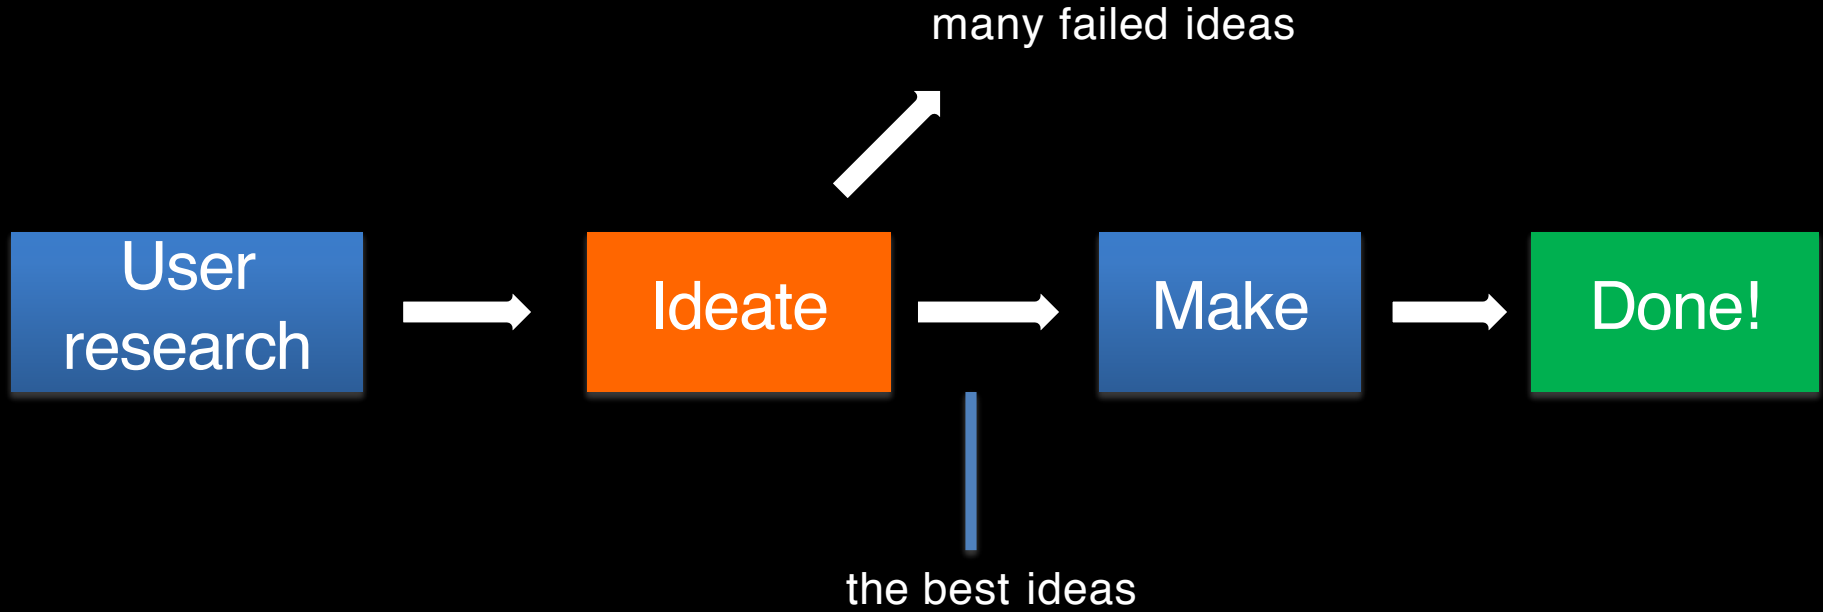 many failed ideas
User
research
Ideate
Make
Done!
the best ideas